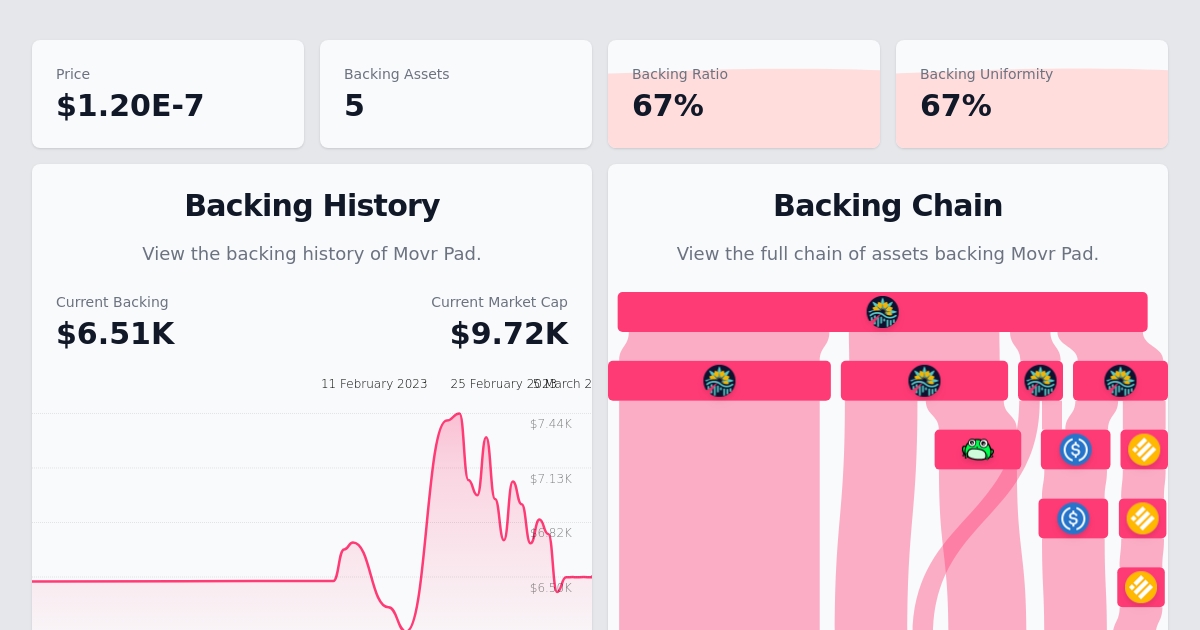 Price
$1.20E-7
Backing Assets
5
Backing Ratio
67%
Backing Uniformity
67%
Backing History
View the backing history of Movr Pad.
Current Backing
$6.51K
Current Market Cap
$9.72K
11 February 2023
25 February 2023
5 March 2
$7.44K
$7.13K
$6.82K
$6.50K
Backing Chain
View the full chain of assets backing Movr Pad.